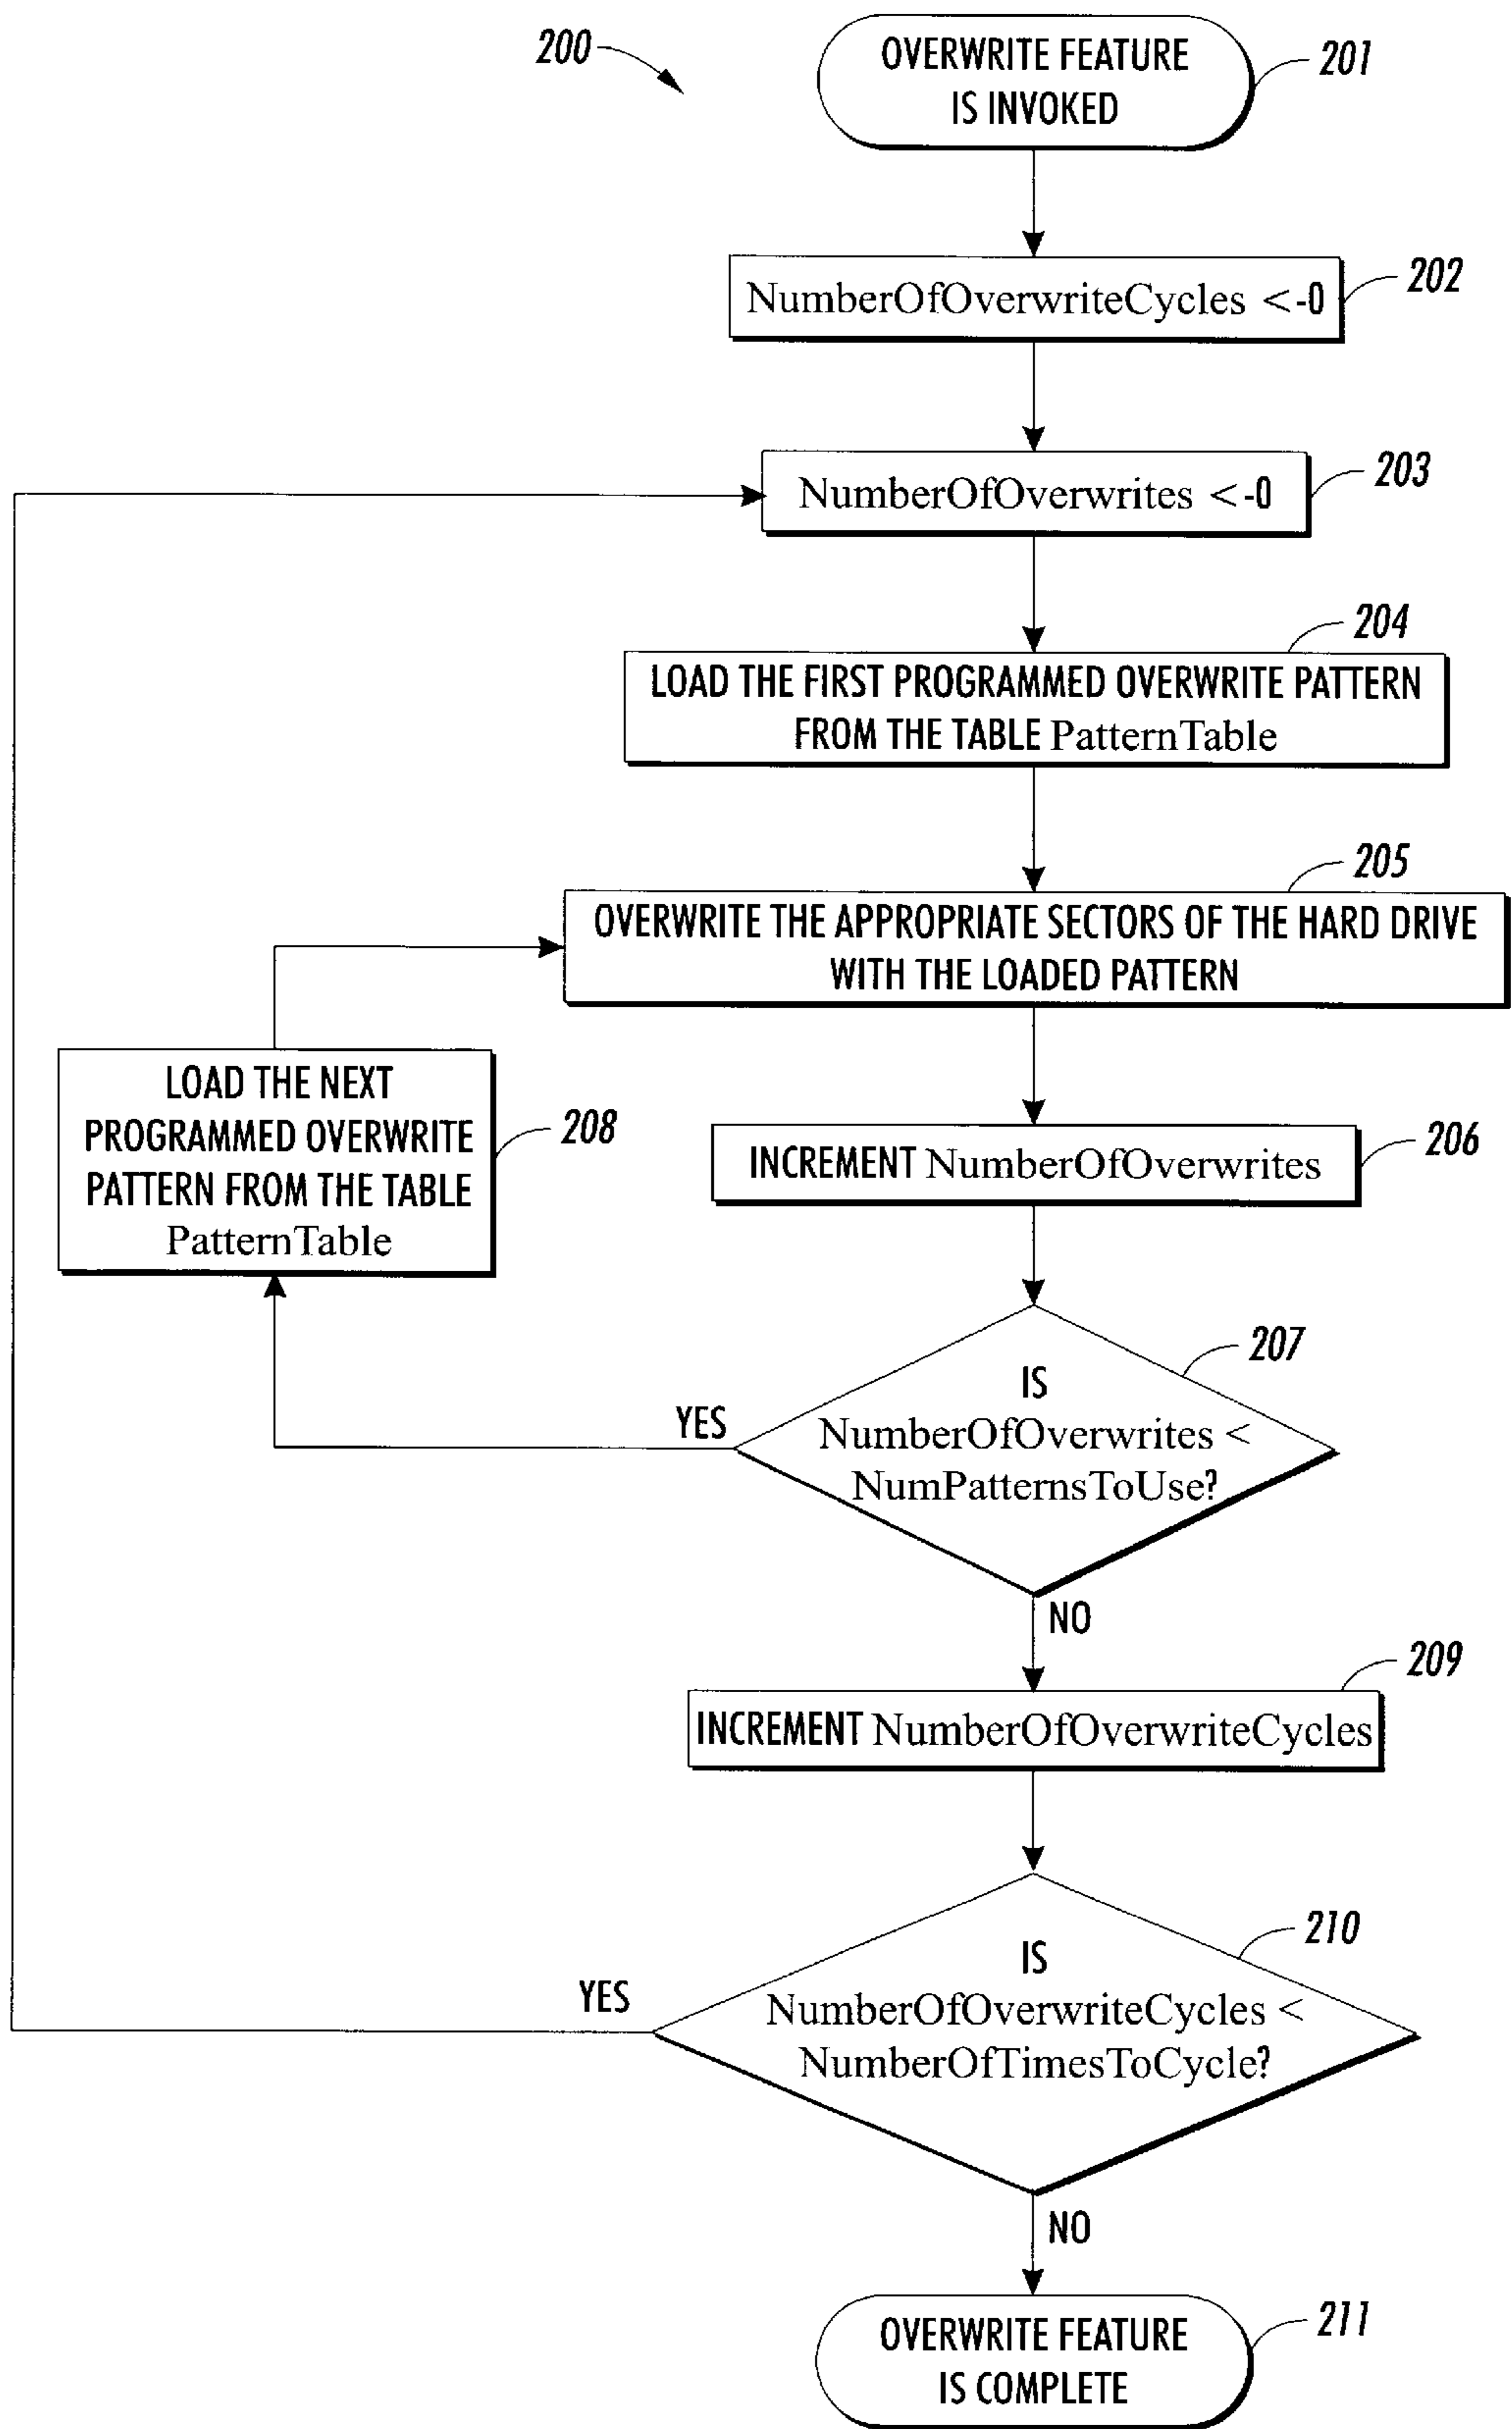 200
OVERWRITE FEATURE
IS INVOKED
201
NumberOfOverwriteCycles <-0
202
NumberOfOverwrites <-0
203
204
LOAD THE FIRST PROGRAMMED OVERWRITE PATTERN
FROM THE TABLE PatternTable
205
OVERWRITE THE APPROPRIATE SECTORS OF THE HARD DRIVE
WITH THE LOADED PATTERN
LOAD THE NEXT
PROGRAMMED OVERWRITE
PATTERN FROM THE TABLE
PatternTable
208
INCREMENT NumberOfOverwrites
206
207
IS
NumberOfOverwrites <
NumPatternsToUse?
YES
NO
209
INCREMENT NumberOfOverwriteCycles
210
IS
NumberOfOverwriteCycles <
NumberOfTimesToCycle?
YES
NO
OVERWRITE FEATURE
IS COMPLETE
211